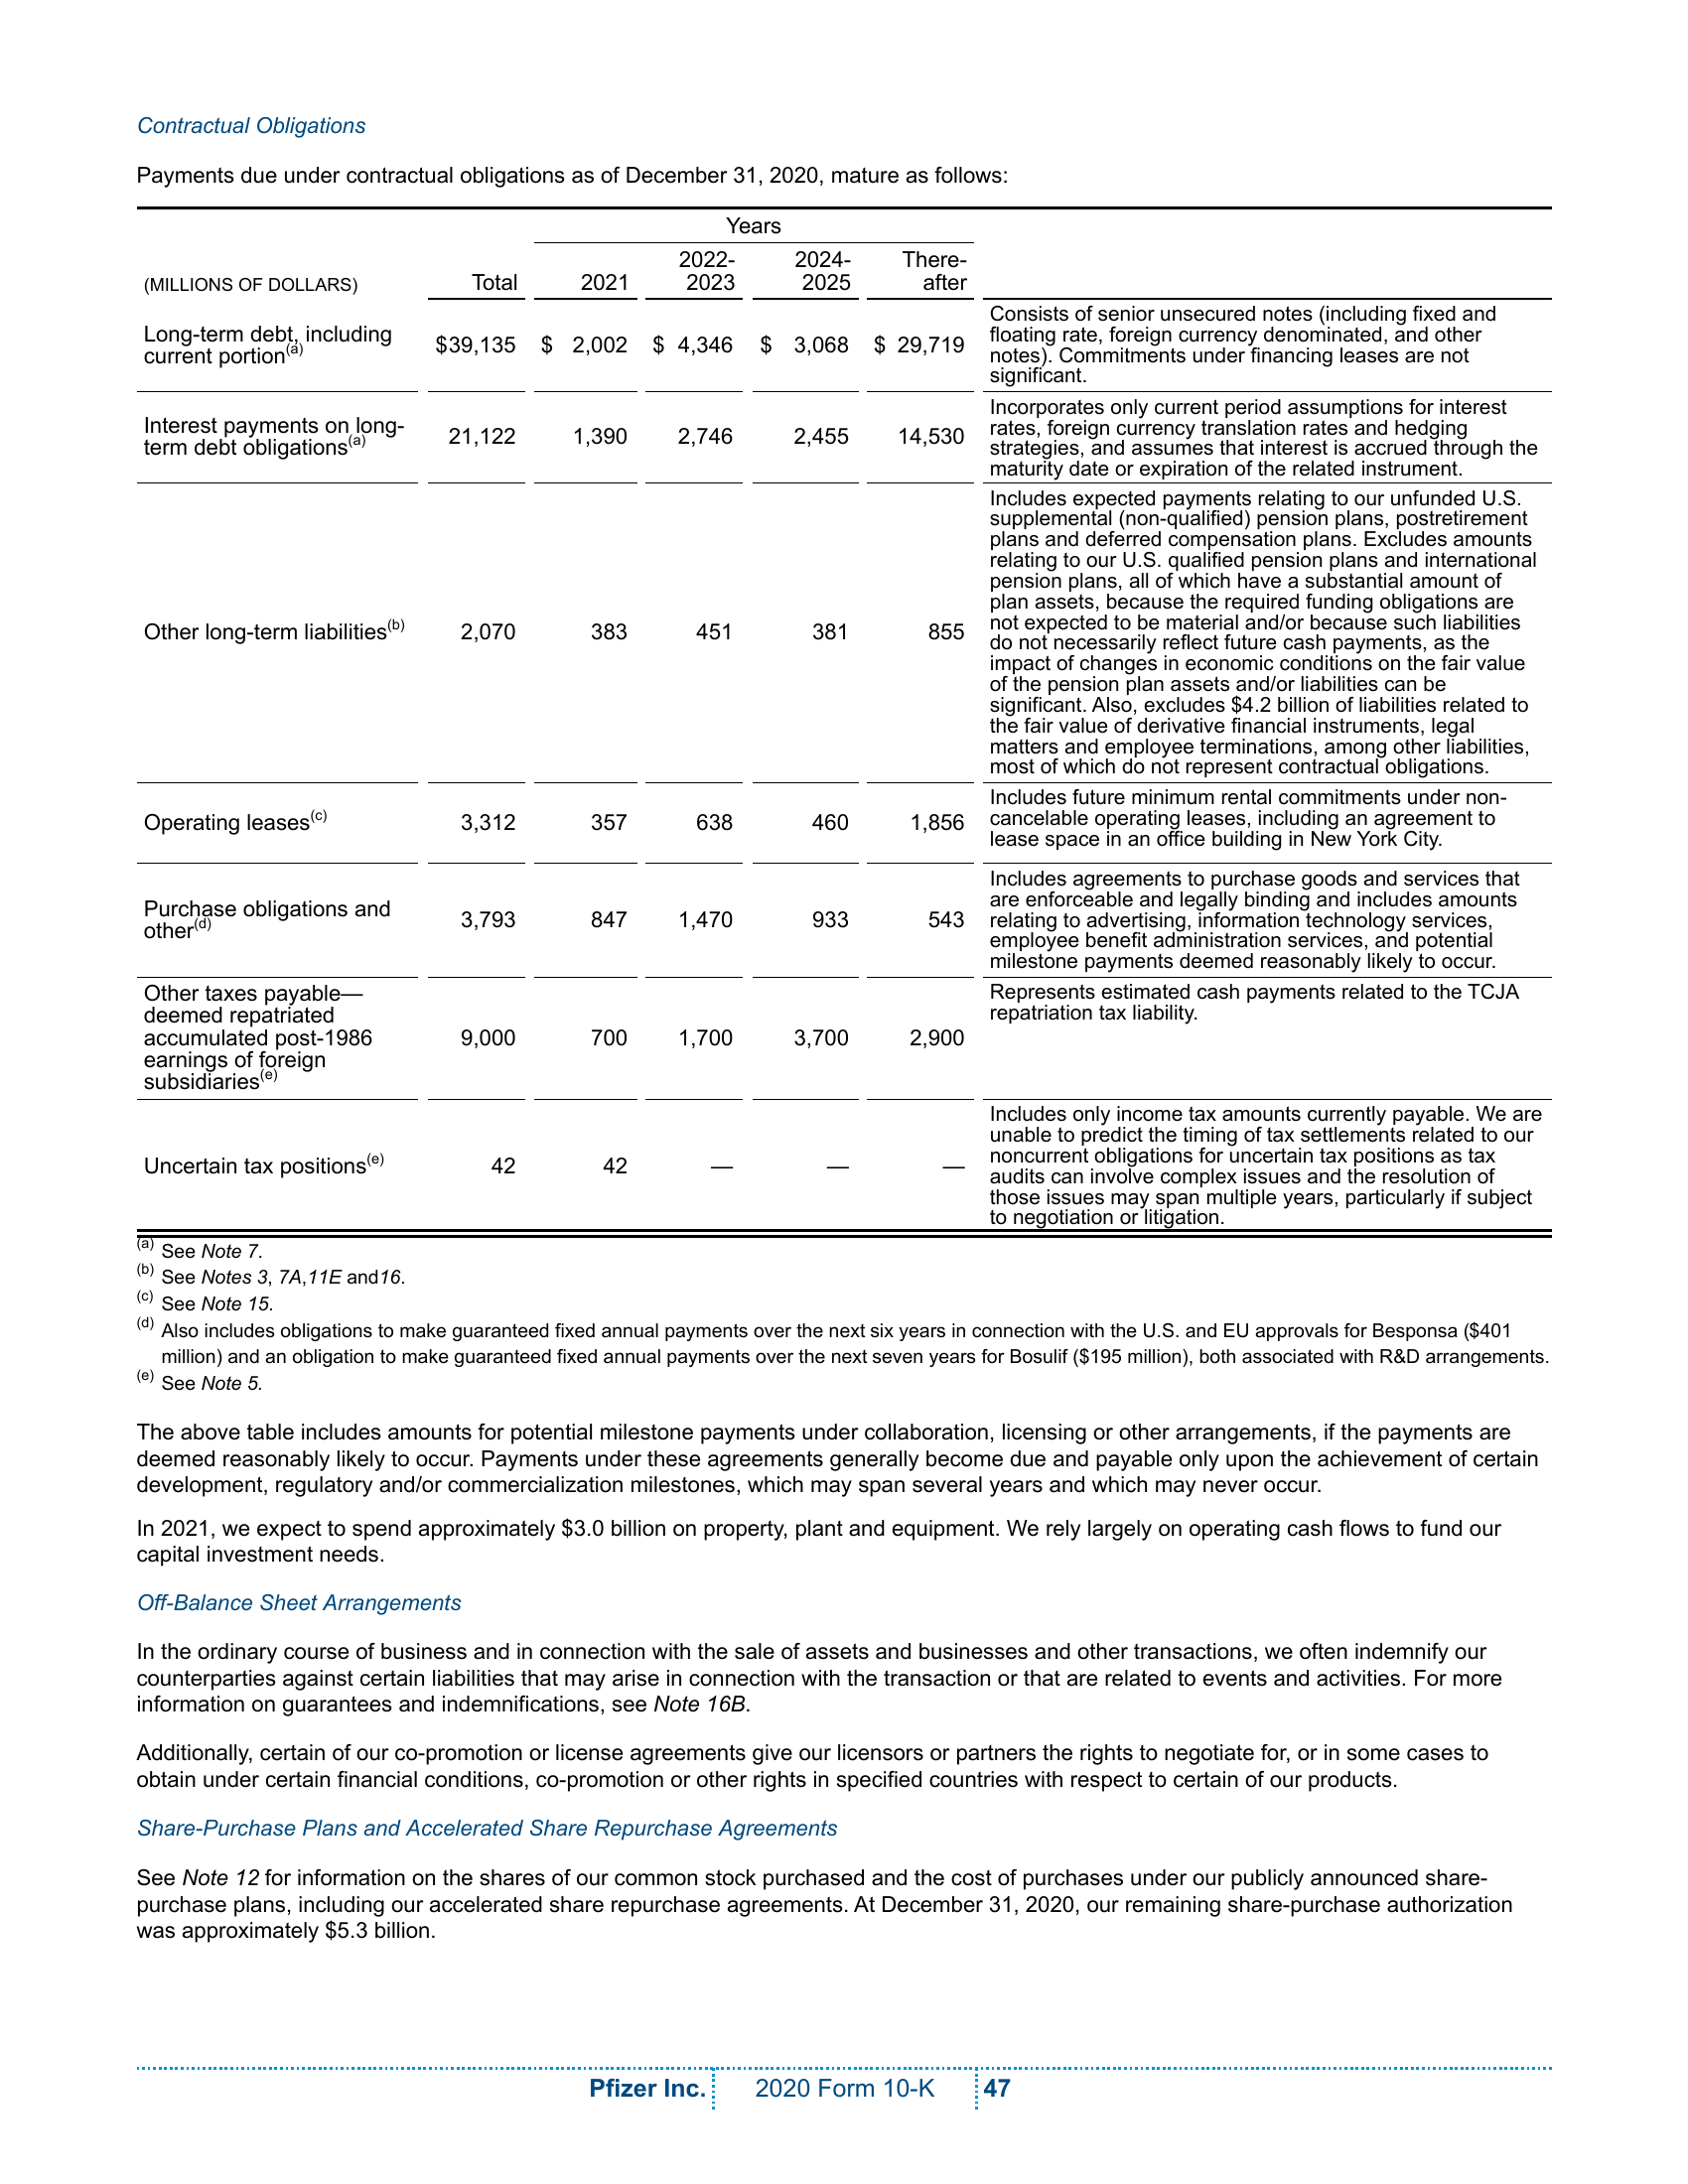 Contractual Obligations
Payments due under contractual obligations as of December 31, 2020, mature as follows:
Years
(MILLIONS OF DOLLARS) Total 2021 2022-2023 2024-2025 There-after
Long-term debt, including
current portion(a)
$39,135 $ 2,002 $ 4,346 $ 3,068 $ 29,719
Consists of senior unsecured notes (including fixed and
floating rate, foreign currency denominated, and other
notes). Commitments under financing leases are not
significant.
Interest payments on long-
term debt obligations(a)
21,122 1,390 2,746 2,455 14,530
Incorporates only current period assumptions for interest
rates, foreign currency translation rates and hedging
strategies, and assumes that interest is accrued through the
maturity date or expiration of the related instrument.
Other long-term liabilities(b) 2,070 383 451 381 855
Includes expected payments relating to our unfunded U.S.
supplemental (non-qualified) pension plans, postretirement
plans and deferred compensation plans. Excludes amounts
relating to our U.S. qualified pension plans and international
pension plans, all of which have a substantial amount of
plan assets, because the required funding obligations are
not expected to be material and/or because such liabilities
do not necessarily reflect future cash payments, as the
impact of changes in economic conditions on the fair value
of the pension plan assets and/or liabilities can be
significant. Also, excludes $4.2 billion of liabilities related to
the fair value of derivative financial instruments, legal
matters and employee terminations, among other liabilities,
most of which do not represent contractual obligations.
Operating leases(c) 3,312 357 638 460 1,856
Includes future minimum rental commitments under non-
cancelable operating leases, including an agreement to
lease space in an office building in New York City.
Purchase obligations and
other(d)
3,793 847 1,470 933 543
Includes agreements to purchase goods and services that
are enforceable and legally binding and includes amounts
relating to advertising, information technology services,
employee benefit administration services, and potential
milestone payments deemed reasonably likely to occur.
Other taxes payable—
deemed repatriated
accumulated post-1986
earnings of foreign
subsidiaries(e)
9,000 700 1,700 3,700 2,900
Represents estimated cash payments related to the TCJA
repatriation tax liability.
Uncertain tax positions(e) 42 42 — — —
Includes only income tax amounts currently payable. We are
unable to predict the timing of tax settlements related to our
noncurrent obligations for uncertain tax positions as tax
audits can involve complex issues and the resolution of
those issues may span multiple years, particularly if subject
to negotiation or litigation.
(a) See Note 7.
(b) See Notes 3, 7A,11E and16.
(c) See Note 15.
(d) Also includes obligations to make guaranteed fixed annual payments over the next six years in connection with the U.S. and EU approvals for Besponsa ($401
million) and an obligation to make guaranteed fixed annual payments over the next seven years for Bosulif ($195 million), both associated with R&D arrangements.
(e) See Note 5.
The above table includes amounts for potential milestone payments under collaboration, licensing or other arrangements, if the payments are
deemed reasonably likely to occur. Payments under these agreements generally become due and payable only upon the achievement of certain
development, regulatory and/or commercialization milestones, which may span several years and which may never occur.
In 2021, we expect to spend approximately $3.0 billion on property, plant and equipment. We rely largely on operating cash flows to fund our
capital investment needs.
Off-Balance Sheet Arrangements
In the ordinary course of business and in connection with the sale of assets and businesses and other transactions, we often indemnify our
counterparties against certain liabilities that may arise in connection with the transaction or that are related to events and activities. For more
information on guarantees and indemnifications, see Note 16B.
Additionally, certain of our co-promotion or license agreements give our licensors or partners the rights to negotiate for, or in some cases to
obtain under certain financial conditions, co-promotion or other rights in specified countries with respect to certain of our products.
Share-Purchase Plans and Accelerated Share Repurchase Agreements
See Note 12 for information on the shares of our common stock purchased and the cost of purchases under our publicly announced share-
purchase plans, including our accelerated share repurchase agreements. At December 31, 2020, our remaining share-purchase authorization
was approximately $5.3 billion.
Pfizer Inc. 2020 Form 10-K 47